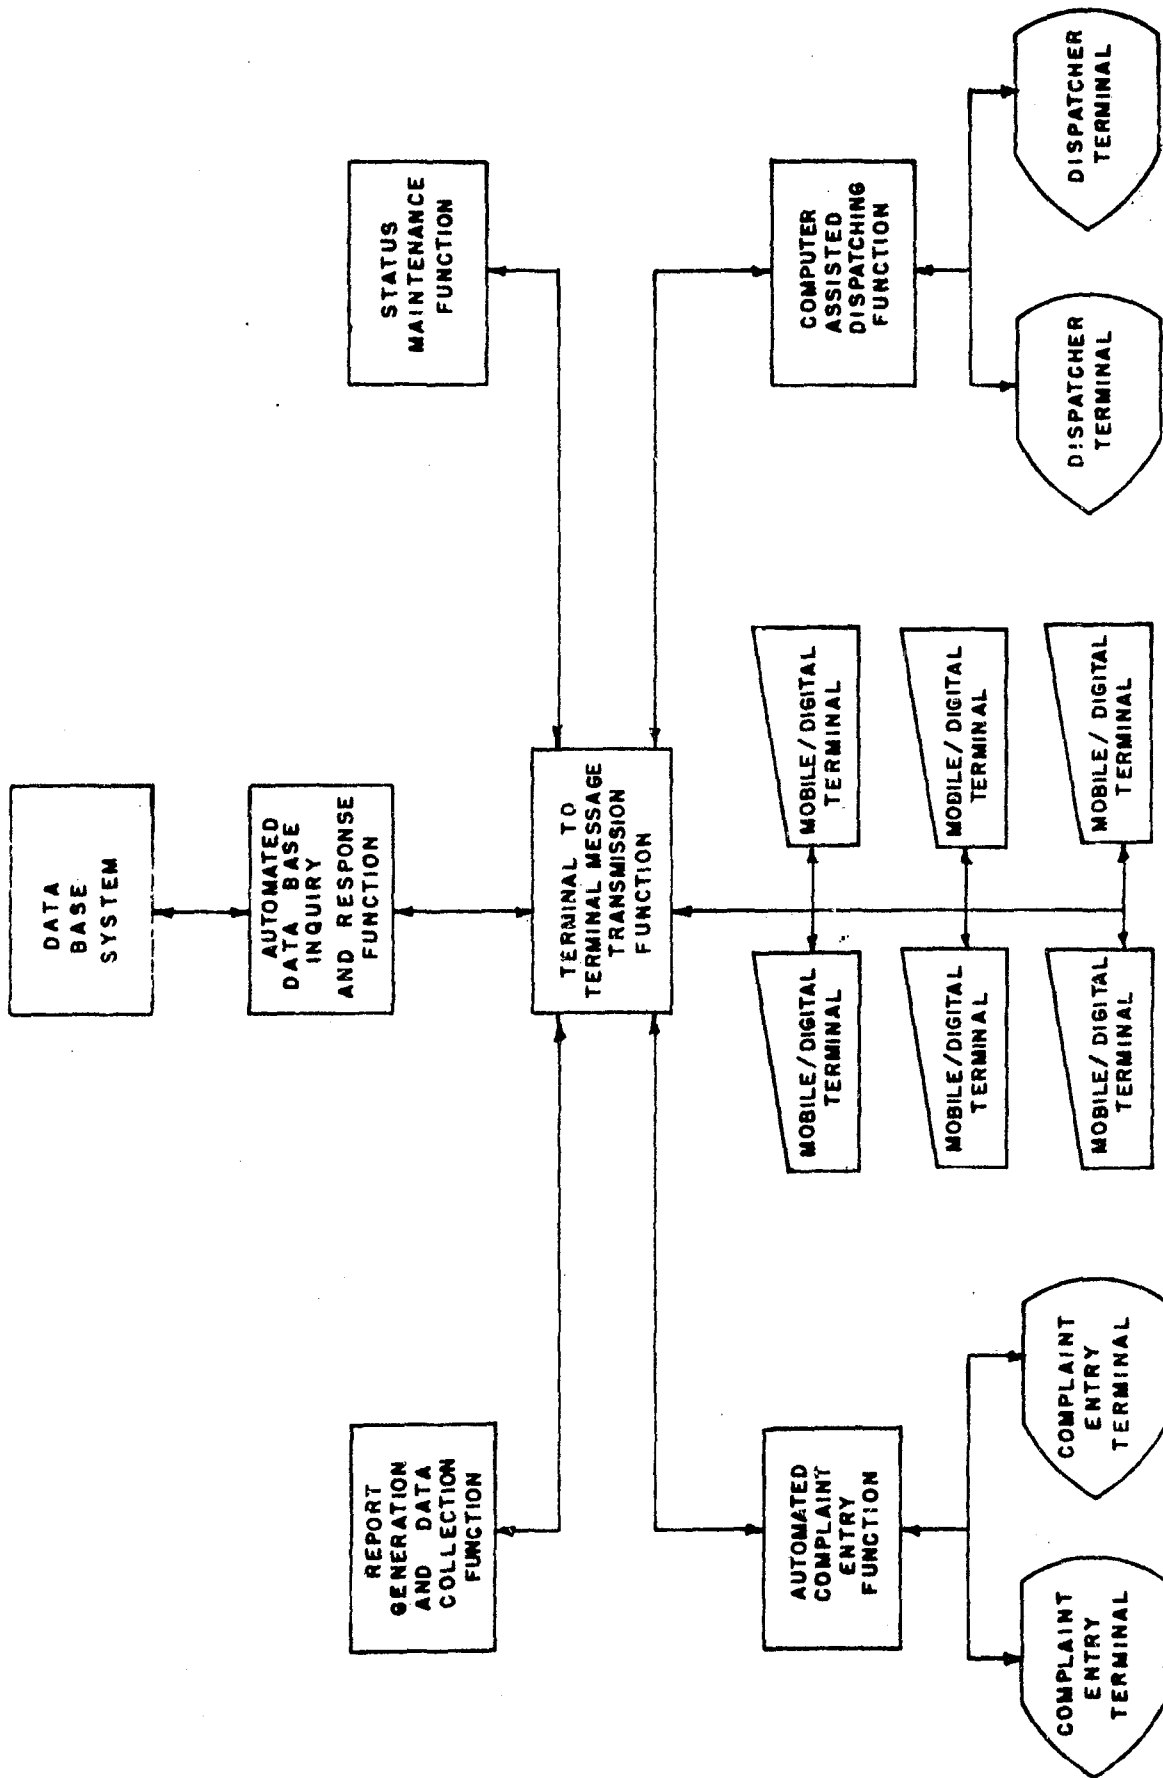 DATA
BASE
SYSTEM
AUTOMATED
DATA BASE
INQUIRY
AND RESPONSE
FUNCTION
REPORT
GENERATION
AND DATA
COLLECTION
FUNCTION
STATUS
MAINTENANCE
FUNCTION
TERMINAL TO
TERMINAL MESSAGE
TRANSMISSION
FUNCTION
AUTOMATED
COMPLAINT
ENTRY
FUNCTION
COMPUTER
ASSISTED
DISPATCHING
FUNCTION
MOBILE/DIGITAL
TERMINAL
MOBILE/DIGITAL
TERMINAL
MOBILE/DIGITAL
TERMINAL
MOBILE/DIGITAL
TERMINAL
MOBILE/DIGITAL
TERMINAL
MOBILE/DIGITAL
TERMINAL
COMPLAINT
ENTRY
TERMINAL
COMPLAINT
ENTRY
TERMINAL
DISPATCHER
TERMINAL
DISPATCHER
TERMINAL